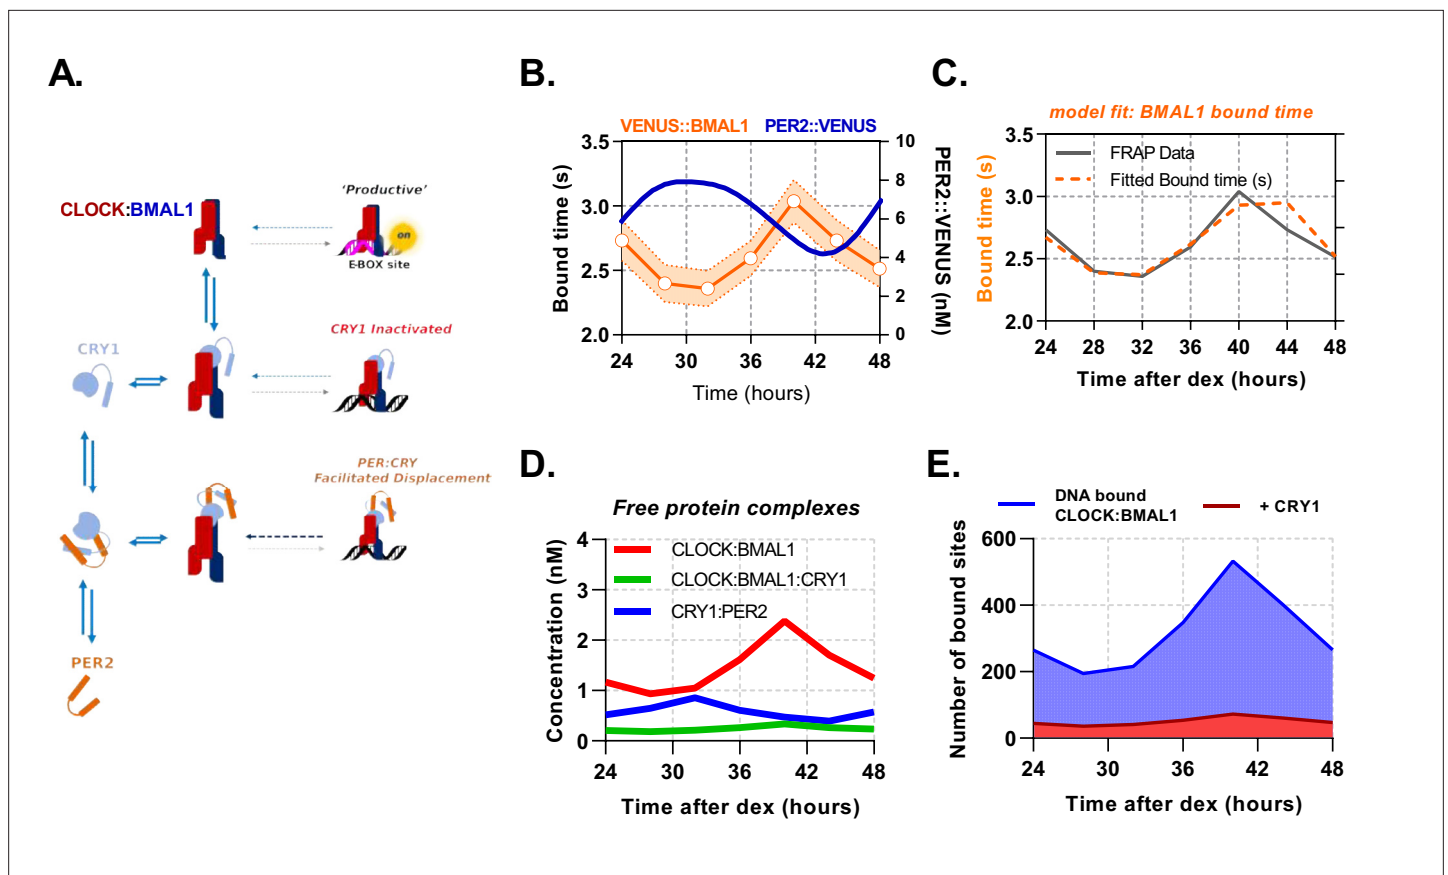 A.
CLOCK:BMAL1
'Productive'
on
E-BOX site
CRY1 Inactivated
CRY1
PER:CRY
Facilitated Displacement
PER2
B.
VENUS::BMAL1 PER2::VENUS
Bound time (s)
3.5
3.0
2.5
2.0
10
8
6
4
2
0
PER2::VENUS (nM)
24 30 36 42 48
Time (hours)
C.
model fit: BMAL1 bound time
Bound time (s)
3.5
3.0
2.5
2.0
FRAP Data
Fitted Bound time (s)
24 28 32 36 40 44 48
Time after dex (hours)
D.
Free protein complexes
Concentration (nM)
4
3
2
1
0
CLOCK:BMAL1
CLOCK:BMAL1:CRY1
CRY1:PER2
24 30 36 42 48
Time after dex (hours)
E.
DNA bound
CLOCK:BMAL1
+ CRY1
Number of bound sites
600
400
200
0
24 30 36 42 48
Time after dex (hours)